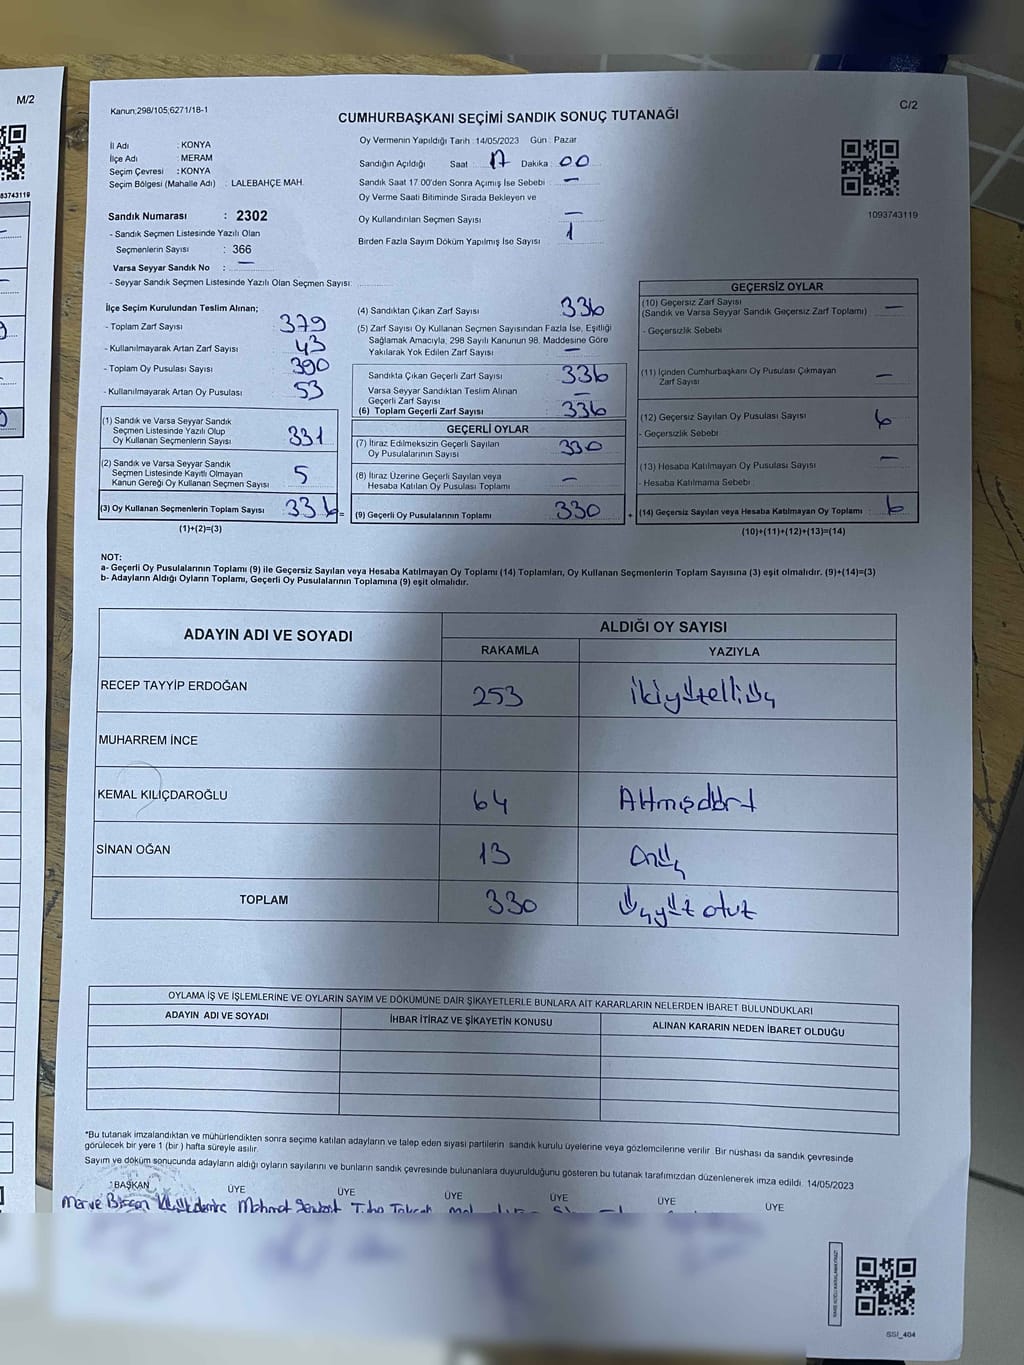 M/2
83743119
Kanun;298/105;6271/18-1
C/2
CUMHURBAŞKANI SEÇİMİ SANDIK SONUÇ TUTANAĞI
İl Adı : KONYA
İlçe Adı : MERAM
Seçim Çevresi : KONYA
Seçim Bölgesi (Mahalle Adı) : LALEBAHÇE MAH.
Sandık Numarası : 2302
- Sandık Seçmen Listesinde Yazılı Olan
Seçmenlerin Sayısı : 366
Varsa Seyyar Sandık No : —
- Seyyar Sandık Seçmen Listesinde Yazılı Olan Seçmen Sayısı:
Oy Vermenin Yapıldığı Tarih : 14/05/2023 Gün : Pazar
Sandığın Açıldığı Saat : 17 Dakika : 00
Sandık Saat 17.00'den Sonra Açımış İse Sebebi : —
Oy Verme Saati Bitiminde Sırada Bekleyen ve
Oy Kullandırılan Seçmen Sayısı —
Birden Fazla Sayım Döküm Yapılmış İse Sayısı 1
1093743119
İlçe Seçim Kurulundan Teslim Alınan;
- Toplam Zarf Sayısı 379
- Kullanılmayarak Artan Zarf Sayısı 43
- Toplam Oy Pusulası Sayısı 390
- Kullanılmayarak Artan Oy Pusulası 53
(1) Sandık ve Varsa Seyyar Sandık
Seçmen Listesinde Yazılı Olup
Oy Kullanan Seçmenlerin Sayısı 331
(2) Sandık ve Varsa Seyyar Sandık
Seçmen Listesinde Kayıtlı Olmayan
Kanun Gereği Oy Kullanan Seçmen Sayısı 5
(3) Oy Kullanan Seçmenlerin Toplam Sayısı 336 =
(1)+(2)=(3)
(4) Sandıktan Çıkan Zarf Sayısı : 336
(5) Zarf Sayısı Oy Kullanan Seçmen Sayısından Fazla İse, Eşitliği
Sağlamak Amacıyla, 298 Sayılı Kanunun 98. Maddesine Göre
Yakılarak Yok Edilen Zarf Sayısı : —
Sandıkta Çıkan Geçerli Zarf Sayısı : 336
Varsa Seyyar Sandıktan Teslim Alınan
Geçerli Zarf Sayısı : —
(6) Toplam Geçerli Zarf Sayısı : 336
GEÇERLİ OYLAR
(7) İtiraz Edilmeksizin Geçerli Sayılan
Oy Pusulalarının Sayısı : 330
(8) İtiraz Üzerine Geçerli Sayılan veya
Hesaba Katılan Oy Pusulası Toplamı : —
(9) Geçerli Oy Pusulalarının Toplamı : 330 +
GEÇERSİZ OYLAR
(10) Geçersiz Zarf Sayısı
(Sandık ve Varsa Seyyar Sandık Geçersiz Zarf Toplamı) : —
- Geçersizlik Sebebi
(11) İçinden Cumhurbaşkanı Oy Pusulası Çıkmayan
Zarf Sayısı : —
(12) Geçersiz Sayılan Oy Pusulası Sayısı : 6
- Geçersizlik Sebebi
(13) Hesaba Katılmayan Oy Pusulası Sayısı : —
- Hesaba Katılmama Sebebi
(14) Geçersiz Sayılan veya Hesaba Katılmayan Oy Toplamı : 6
(10)+(11)+(12)+(13)=(14)
NOT:
a- Geçerli Oy Pusulalarının Toplamı (9) ile Geçersiz Sayılan veya Hesaba Katılmayan Oy Toplamı (14) Toplamları, Oy Kullanan Seçmenlerin Toplam Sayısına (3) eşit olmalıdır. (9)+(14)=(3)
b- Adayların Aldığı Oyların Toplamı, Geçerli Oy Pusulalarının Toplamına (9) eşit olmalıdır.
ADAYIN ADI VE SOYADI ALDIĞI OY SAYISI
RAKAMLA YAZIYLA
RECEP TAYYİP ERDOĞAN 253 İkiyüzelliüç
MUHARREM İNCE
KEMAL KILIÇDAROĞLU 64 Altmışdört
SİNAN OĞAN 13 Onüç
TOPLAM 330 Üçyüzotuz
OYLAMA İŞ VE İŞLEMLERİNE VE OYLARIN SAYIM VE DÖKÜMÜNE DAİR ŞİKAYETLERLE BUNLARA AİT KARARLARIN NELERDEN İBARET BULUNDUKLARI
ADAYIN ADI VE SOYADI İHBAR İTİRAZ VE ŞİKAYETİN KONUSU ALINAN KARARIN NEDEN İBARET OLDUĞU
*Bu tutanak imzalandıktan ve mühürlendikten sonra seçime katılan adayların ve talep eden siyasi partilerin sandık kurulu üyelerine veya gözlemcilerine verilir. Bir nüshası da sandık çevresinde
görülecek bir yere 1 (bir ) hafta süreyle asılır.
Sayım ve döküm sonucunda adayların aldığı oyların sayılarını ve bunların sandık çevresinde bulunanlara duyurulduğunu gösteren bu tutanak tarafımızdan düzenlenerek imza edildi. 14/05/2023
BAŞKAN ÜYE ÜYE ÜYE ÜYE ÜYE ÜYE
Merve Mehmet
SSI_404